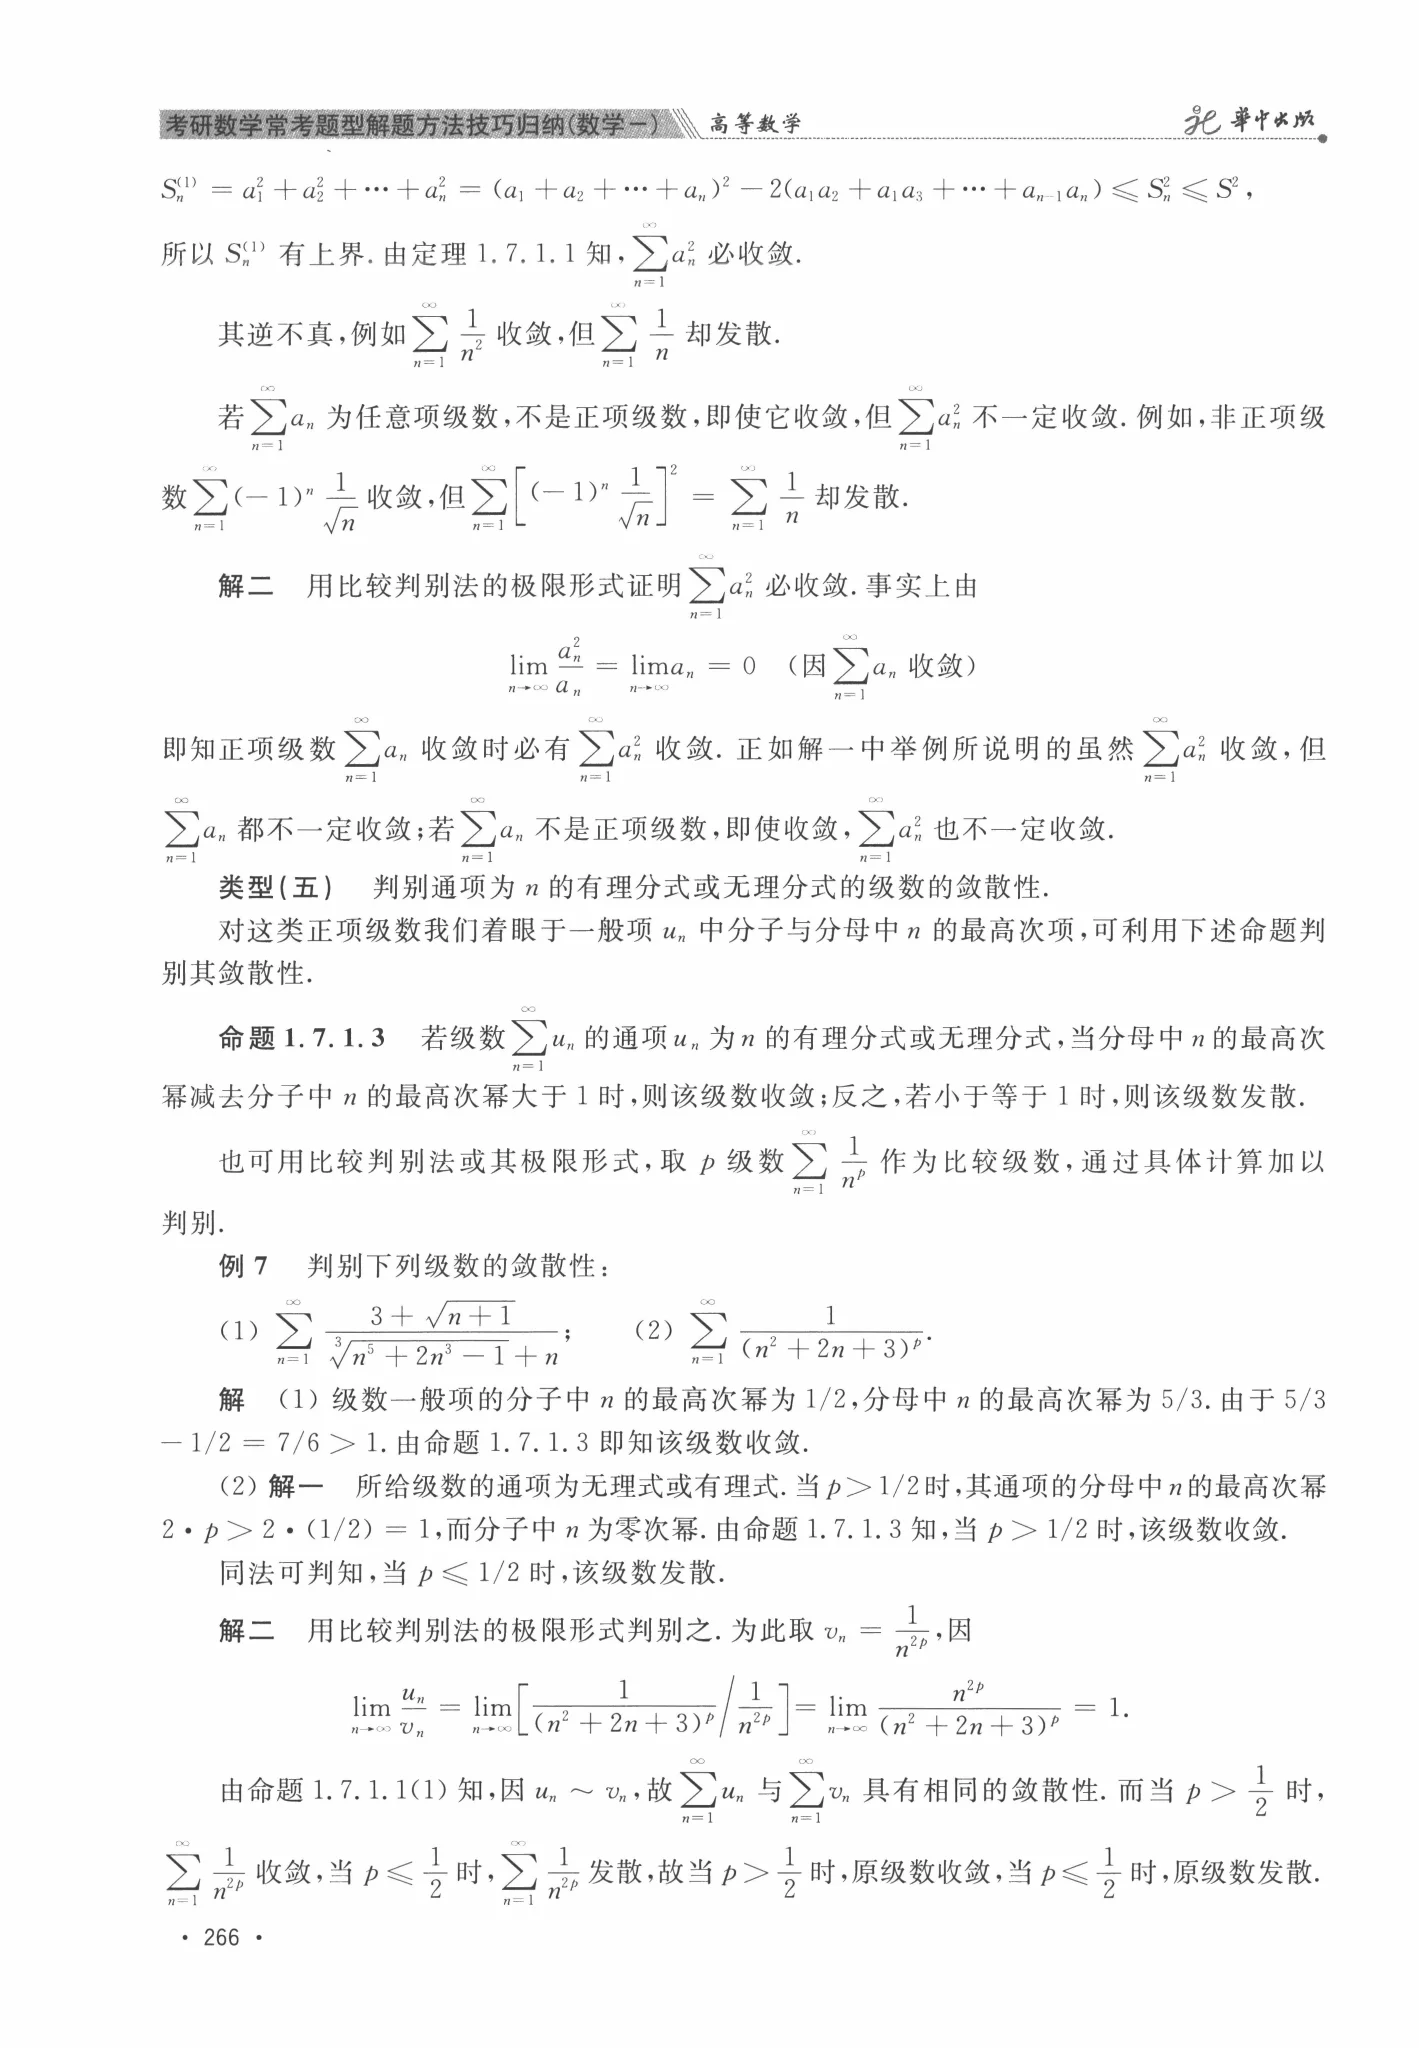 考研数学常考题型解题方法技巧归纳(数学一) 高等数学 华中出版
$S_n^{(1)} = a_1^2 + a_2^2 + \cdots + a_n^2 = (a_1 + a_2 + \cdots + a_n)^2 - 2(a_1a_2 + a_1a_3 + \cdots + a_{n-1}a_n) \leqslant S_n^2 \leqslant S^2$,
所以 $S_n^{(1)}$ 有上界. 由定理 1.7.1.1 知, $\sum_{n=1}^{\infty} a_n^2$ 必收敛.
其逆不真,例如 $\sum_{n=1}^{\infty} \frac{1}{n^2}$ 收敛,但 $\sum_{n=1}^{\infty} \frac{1}{n}$ 却发散.
若 $\sum_{n=1}^{\infty} a_n$ 为任意项级数,不是正项级数,即使它收敛,但 $\sum_{n=1}^{\infty} a_n^2$ 不一定收敛. 例如,非正项级
数 $\sum_{n=1}^{\infty} (-1)^n \frac{1}{\sqrt{n}}$ 收敛,但 $\sum_{n=1}^{\infty} \left[(-1)^n \frac{1}{\sqrt{n}}\right]^2 = \sum_{n=1}^{\infty} \frac{1}{n}$ 却发散.
解二 用比较判别法的极限形式证明 $\sum_{n=1}^{\infty} a_n^2$ 必收敛. 事实上由
$\lim_{n \to \infty} \frac{a_n^2}{a_n} = \lim_{n \to \infty} a_n = 0$ (因 $\sum_{n=1}^{\infty} a_n$ 收敛)
即知正项级数 $\sum_{n=1}^{\infty} a_n$ 收敛时必有 $\sum_{n=1}^{\infty} a_n^2$ 收敛. 正如解一中举例所说明的虽然 $\sum_{n=1}^{\infty} a_n^2$ 收敛,但
$\sum_{n=1}^{\infty} a_n$ 都不一定收敛;若 $\sum_{n=1}^{\infty} a_n$ 不是正项级数,即使收敛, $\sum_{n=1}^{\infty} a_n^2$ 也不一定收敛.
类型(五) 判别通项为 n 的有理分式或无理分式的级数的敛散性.
对这类正项级数我们着眼于一般项 $u_n$ 中分子与分母中 n 的最高次项,可利用下述命题判
别其敛散性.
命题 1.7.1.3 若级数 $\sum_{n=1}^{\infty} u_n$ 的通项 $u_n$ 为 n 的有理分式或无理分式,当分母中 n 的最高次
幂减去分子中 n 的最高次幂大于 1 时,则该级数收敛;反之,若小于等于 1 时,则该级数发散.
也可用比较判别法或其极限形式,取 p 级数 $\sum_{n=1}^{\infty} \frac{1}{n^p}$ 作为比较级数,通过具体计算加以
判别.
例 7 判别下列级数的敛散性:
(1) $\sum_{n=1}^{\infty} \frac{3 + \sqrt{n+1}}{\sqrt[3]{n^5 + 2n^3 - 1} + n}$; (2) $\sum_{n=1}^{\infty} \frac{1}{(n^2 + 2n + 3)^p}$.
解 (1) 级数一般项的分子中 n 的最高次幂为 1/2,分母中 n 的最高次幂为 5/3. 由于 5/3
− 1/2 = 7/6 > 1. 由命题 1.7.1.3 即知该级数收敛.
(2) 解一 所给级数的通项为无理式或有理式. 当 p > 1/2 时,其通项的分母中 n 的最高次幂
2 • p > 2 • (1/2) = 1,而分子中 n 为零次幂. 由命题 1.7.1.3 知,当 p > 1/2 时,该级数收敛.
同法可判知,当 p ⩽ 1/2 时,该级数发散.
解二 用比较判别法的极限形式判别之. 为此取 $v_n = \frac{1}{n^{2p}}$,因
$\lim_{n \to \infty} \frac{u_n}{v_n} = \lim_{n \to \infty} \left[\frac{1}{(n^2 + 2n + 3)^p} \bigg/ \frac{1}{n^{2p}}\right] = \lim_{n \to \infty} \frac{n^{2p}}{(n^2 + 2n + 3)^p} = 1.$
由命题 1.7.1.1(1) 知,因 $u_n \sim v_n$,故 $\sum_{n=1}^{\infty} u_n$ 与 $\sum_{n=1}^{\infty} v_n$ 具有相同的敛散性. 而当 $p > \frac{1}{2}$ 时,
$\sum_{n=1}^{\infty} \frac{1}{n^{2p}}$ 收敛,当 $p \leqslant \frac{1}{2}$ 时, $\sum_{n=1}^{\infty} \frac{1}{n^{2p}}$ 发散,故当 $p > \frac{1}{2}$ 时,原级数收敛,当 $p \leqslant \frac{1}{2}$ 时,原级数发散.
• 266 •